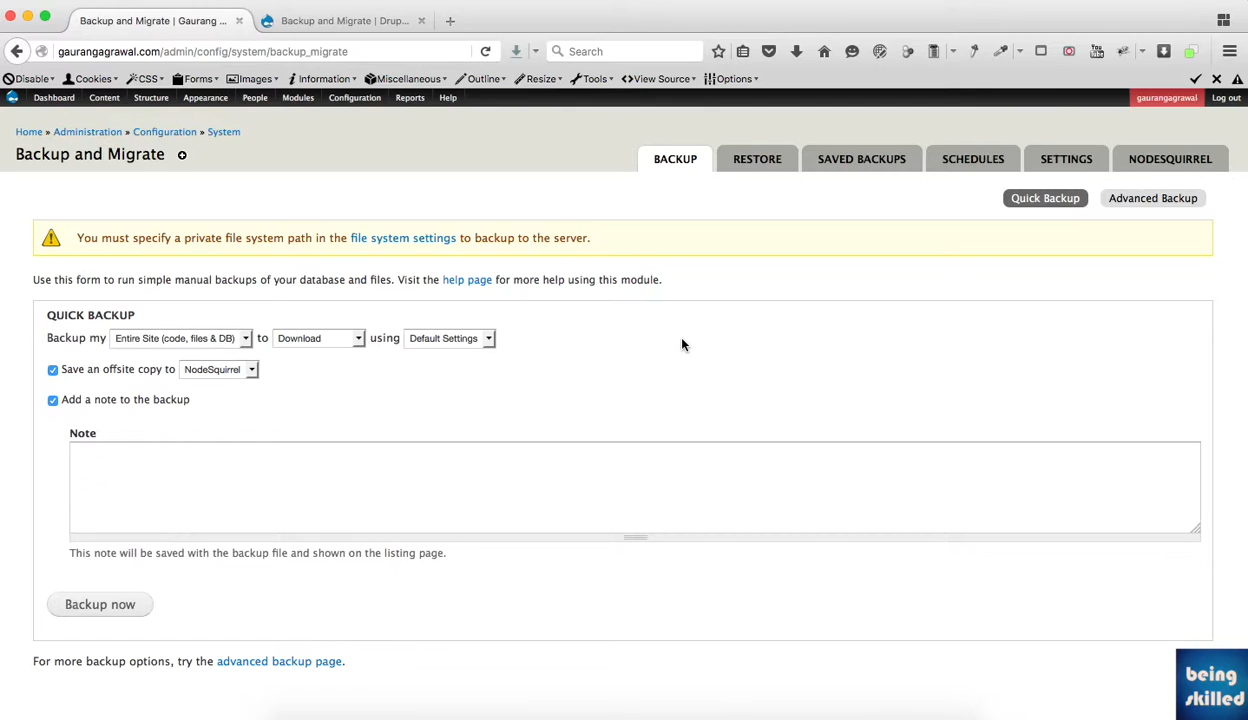 Backup and Migrate | Gaurang ...
Backup and Migrate | Drup...
gaurangagrawal.com/admin/config/system/backup_migrate
Search
Disable
Cookies
CSS
Forms
Images
Information
Miscellaneous
Outline
Resize
Tools
View Source
Options
Dashboard Content Structure Appearance People Modules Configuration Reports Help
gaurangagrawal Log out
Home » Administration » Configuration » System
Backup and Migrate
BACKUP RESTORE SAVED BACKUPS SCHEDULES SETTINGS NODESQUIRREL
Quick Backup Advanced Backup
You must specify a private file system path in the file system settings to backup to the server.
Use this form to run simple manual backups of your database and files. Visit the help page for more help using this module.
QUICK BACKUP
Backup my Entire Site (code, files & DB) to Download using Default Settings
Save an offsite copy to NodeSquirrel
Add a note to the backup
Note
This note will be saved with the backup file and shown on the listing page.
Backup now
For more backup options, try the advanced backup page.
being
skilled